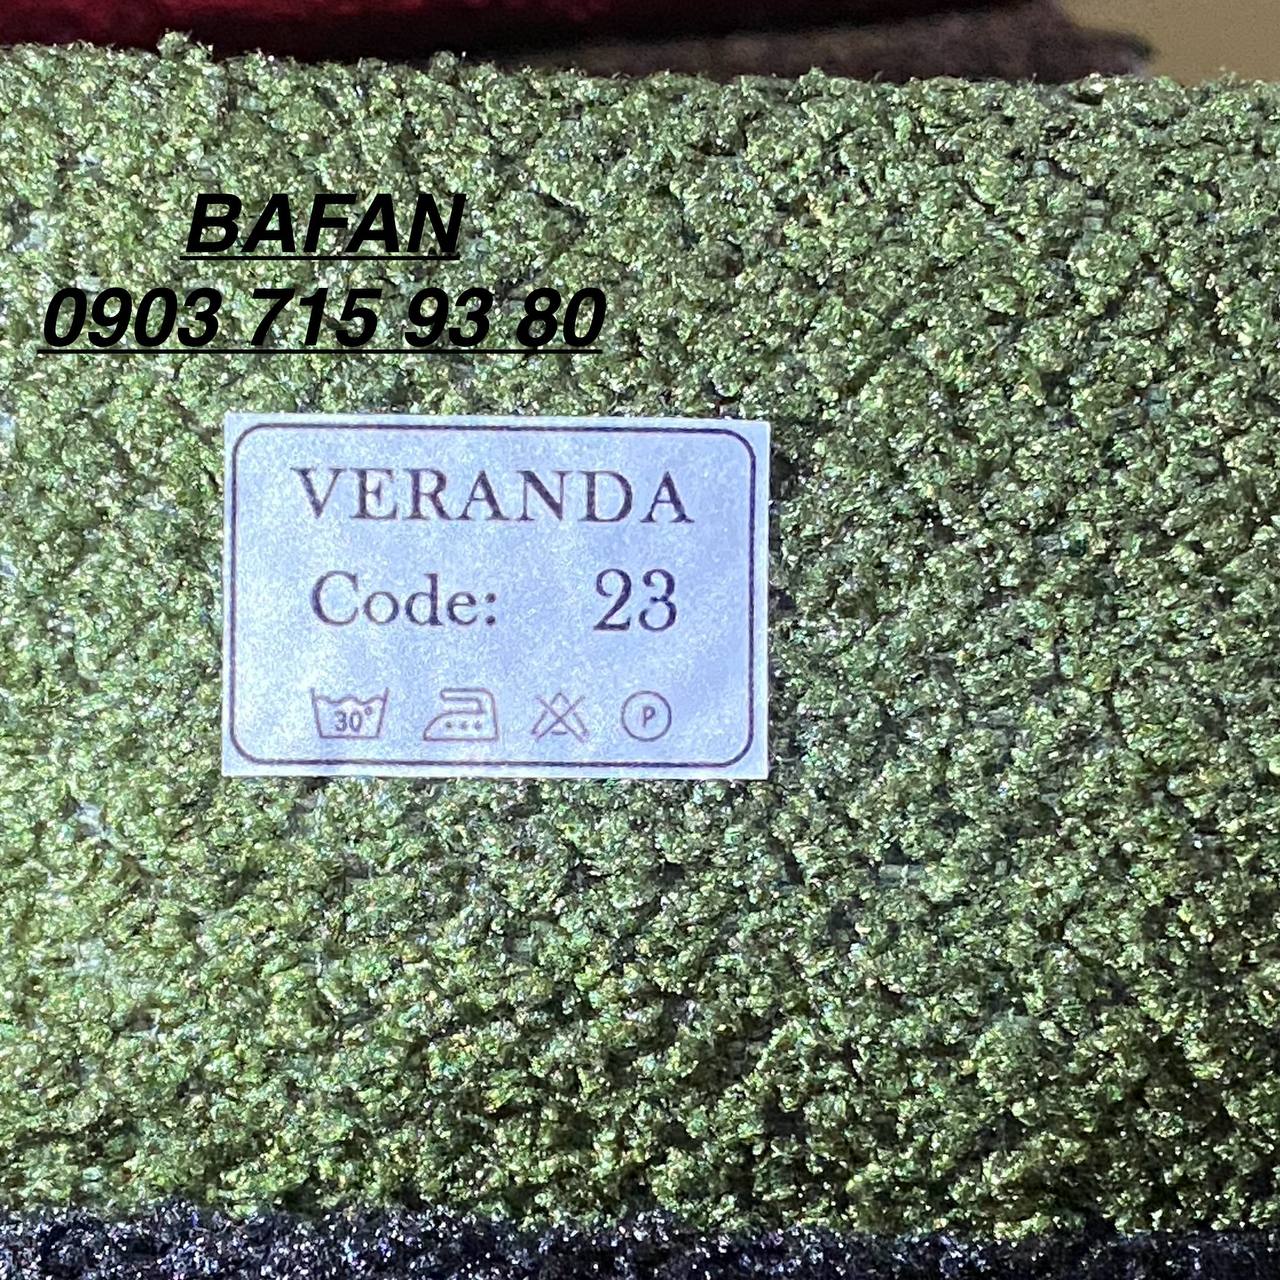 BAFAN
0903 715 93 80
VERANDA
Code: 23
30°
P